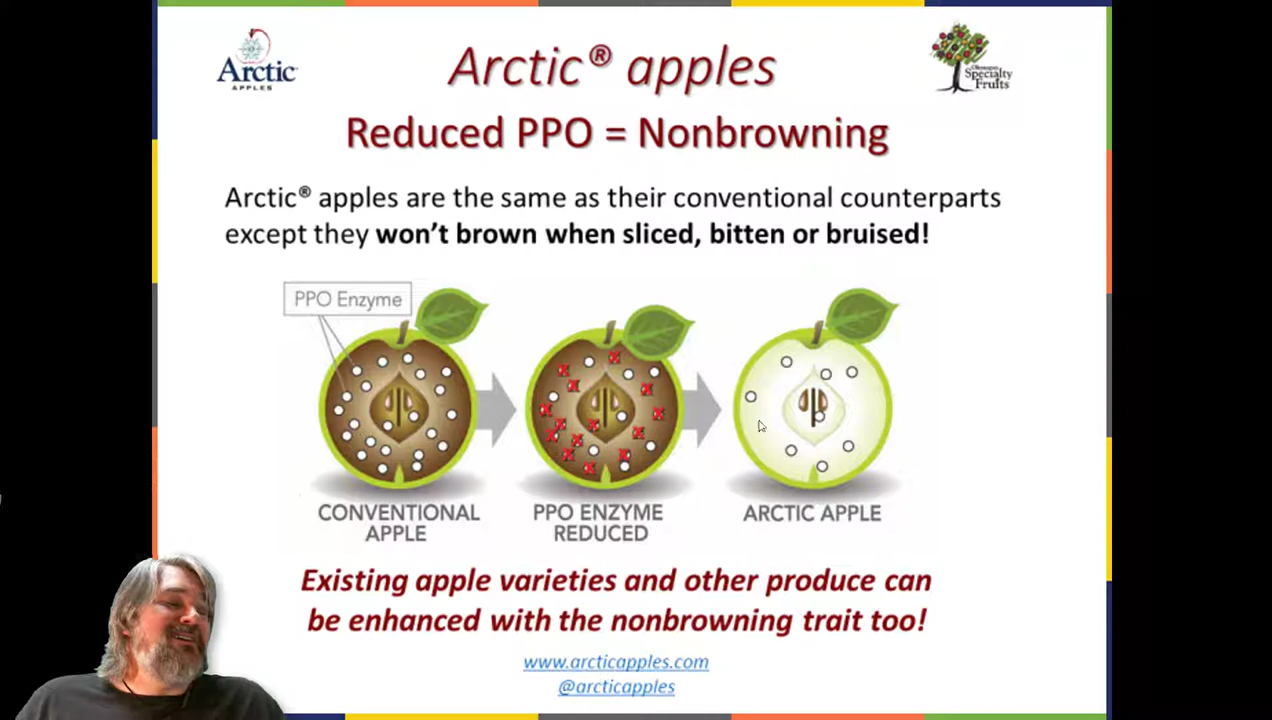 Arctic
APPLES
Arctic® apples
Okanagan
Specialty
Fruits
Reduced PPO = Nonbrowning
Arctic® apples are the same as their conventional counterparts
except they won't brown when sliced, bitten or bruised!
PPO Enzyme
CONVENTIONAL
APPLE
PPO ENZYME
REDUCED
ARCTIC APPLE
Existing apple varieties and other produce can
be enhanced with the nonbrowning trait too!
www.arcticapples.com
@arcticapples